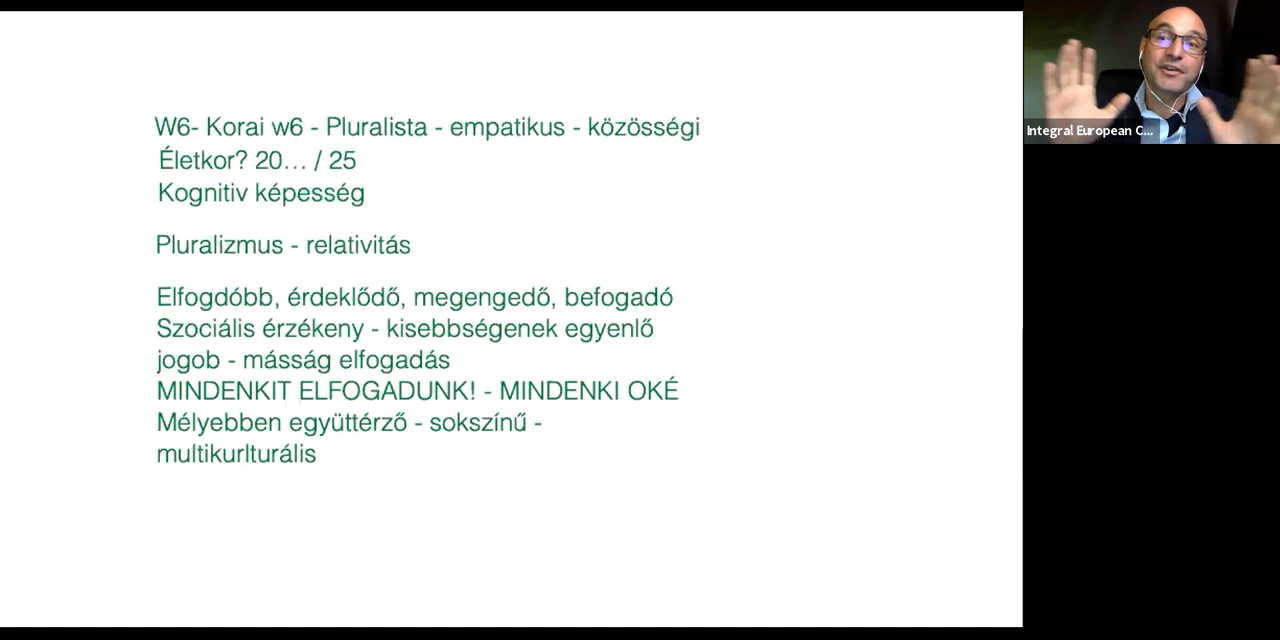 W6- Korai w6 - Pluralista - empatikus - közösségi
Életkor? 20... / 25
Kognitiv képesség
Pluralizmus - relativitás
Elfogdóbb, érdeklődő, megengedő, befogadó
Szociális érzékeny - kisebbségenek egyenlő
jogob - másság elfogadás
MINDENKIT ELFOGADUNK! - MINDENKI OKÉ
Mélyebben együttérző - sokszínű -
multikurlturális
Integral European C...